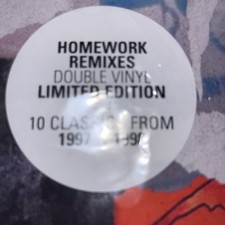 HOMEWORK
REMIXES
DOUBLE VINYL
LIMITED EDITION
10 FROM